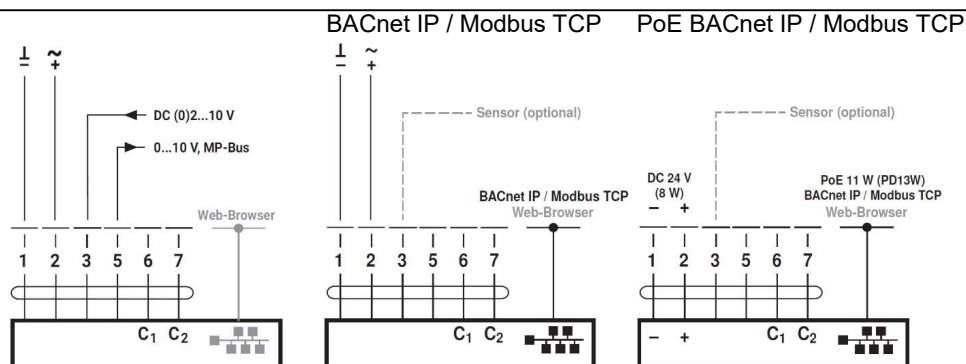 BACnet IP / Modbus TCP
PoE BACnet IP / Modbus TCP
⊥ ~
− +
DC (0)2...10 V
0...10 V, MP-Bus
Web-Browser
1 2 3 5 6 7
C1 C2
⊥ ~
− +
Sensor (optional)
BACnet IP / Modbus TCP
Web-Browser
1 2 3 5 6 7
C1 C2
Sensor (optional)
DC 24 V
(8 W)
− +
PoE 11 W (PD13W)
BACnet IP / Modbus TCP
Web-Browser
1 2 3 5 6 7
− + C1 C2